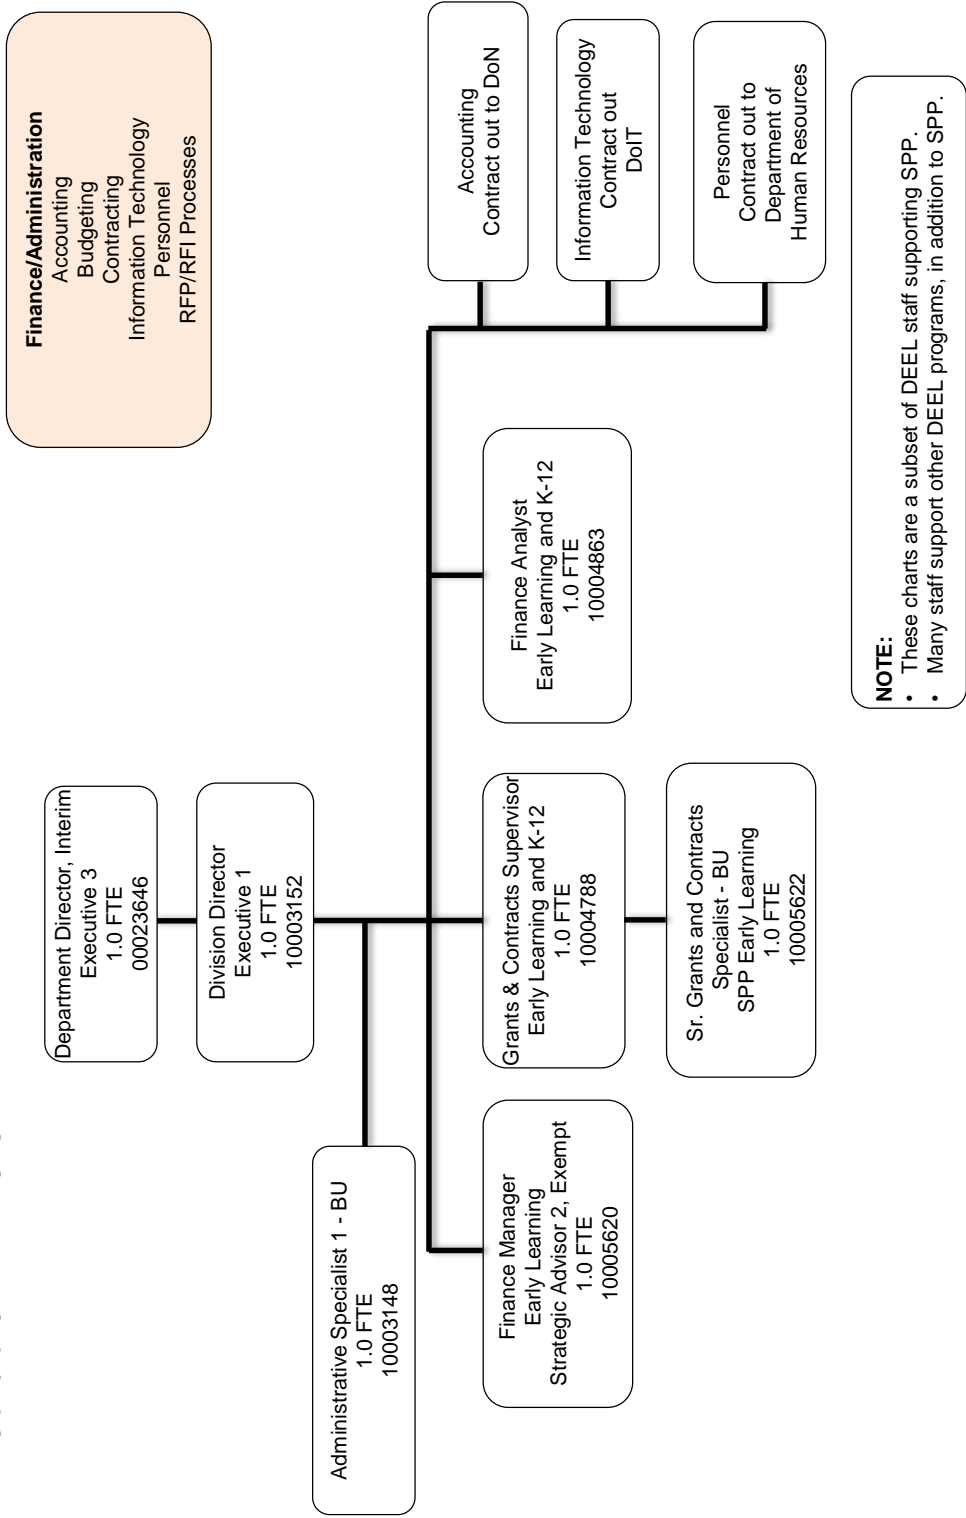 Finance/Administration
Accounting
Budgeting
Contracting
Information Technology
Personnel
RFP/RFI Processes
Department Director, Interim
Executive 3
1.0 FTE
00023646
Division Director
Executive 1
1.0 FTE
10003152
Administrative Specialist 1 - BU
1.0 FTE
10003148
Finance Manager
Early Learning
Strategic Advisor 2, Exempt
1.0 FTE
10005620
Grants & Contracts Supervisor
Early Learning and K-12
1.0 FTE
10004788
Sr. Grants and Contracts
Specialist - BU
SPP Early Learning
1.0 FTE
10005622
Finance Analyst
Early Learning and K-12
1.0 FTE
10004863
Accounting
Contract out to DoN
Information Technology
Contract out
DoIT
Personnel
Contract out to
Department of
Human Resources
NOTE:
• These charts are a subset of DEEL staff supporting SPP.
• Many staff support other DEEL programs, in addition to SPP.